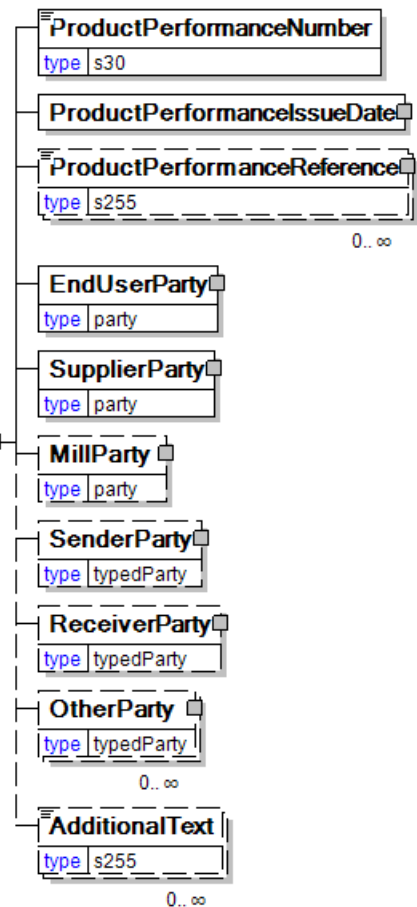 ProductPerformanceNumber
type s30
ProductPerformanceIssueDate
ProductPerformanceReference
type s255
0.. ∞
EndUserParty
type party
SupplierParty
type party
MillParty
type party
SenderParty
type typedParty
ReceiverParty
type typedParty
OtherParty
type typedParty
0.. ∞
AdditionalText
type s255
0.. ∞